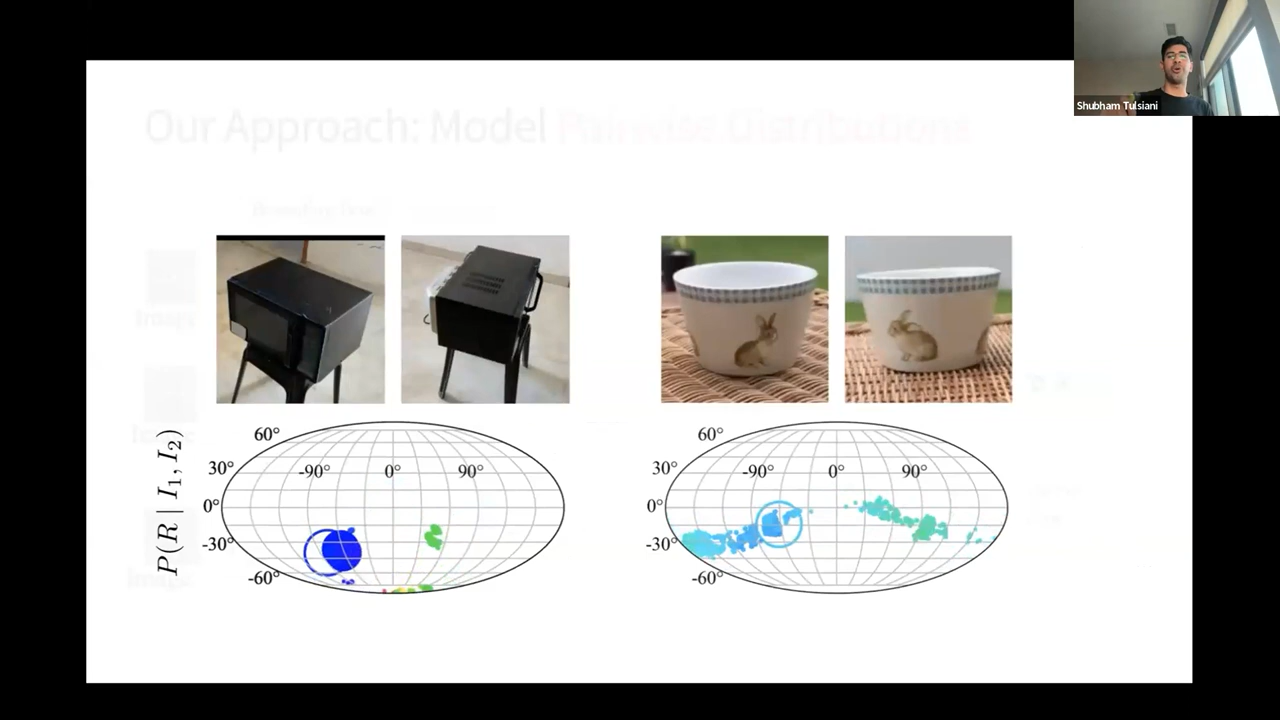 Shubham Tulsiani
Our Approach: Model Pairwise Distributions
P(R | I₁, I₂)
60°
30°
-90° 0° 90°
0°
-30°
-60°
60°
30°
-90° 0° 90°
0°
-30°
-60°